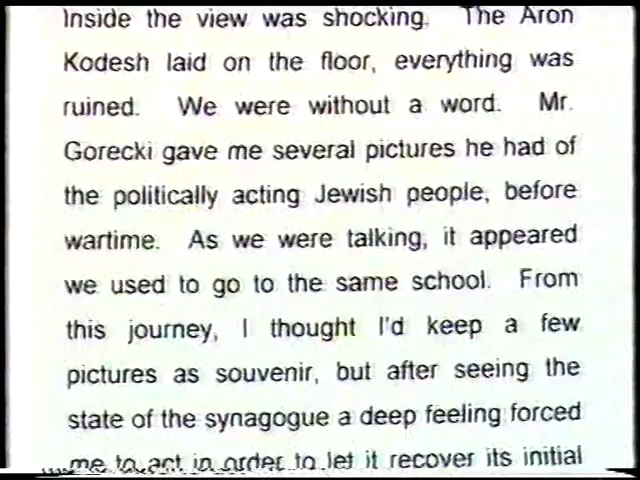 Inside the view was shocking. The Aron
Kodesh laid on the floor, everything was
ruined. We were without a word. Mr.
Gorecki gave me several pictures he had of
the politically acting Jewish people, before
wartime. As we were talking, it appeared
we used to go to the same school. From
this journey, I thought I'd keep a few
pictures as souvenir, but after seeing the
state of the synagogue a deep feeling forced
me to act in order to let it recover its initial